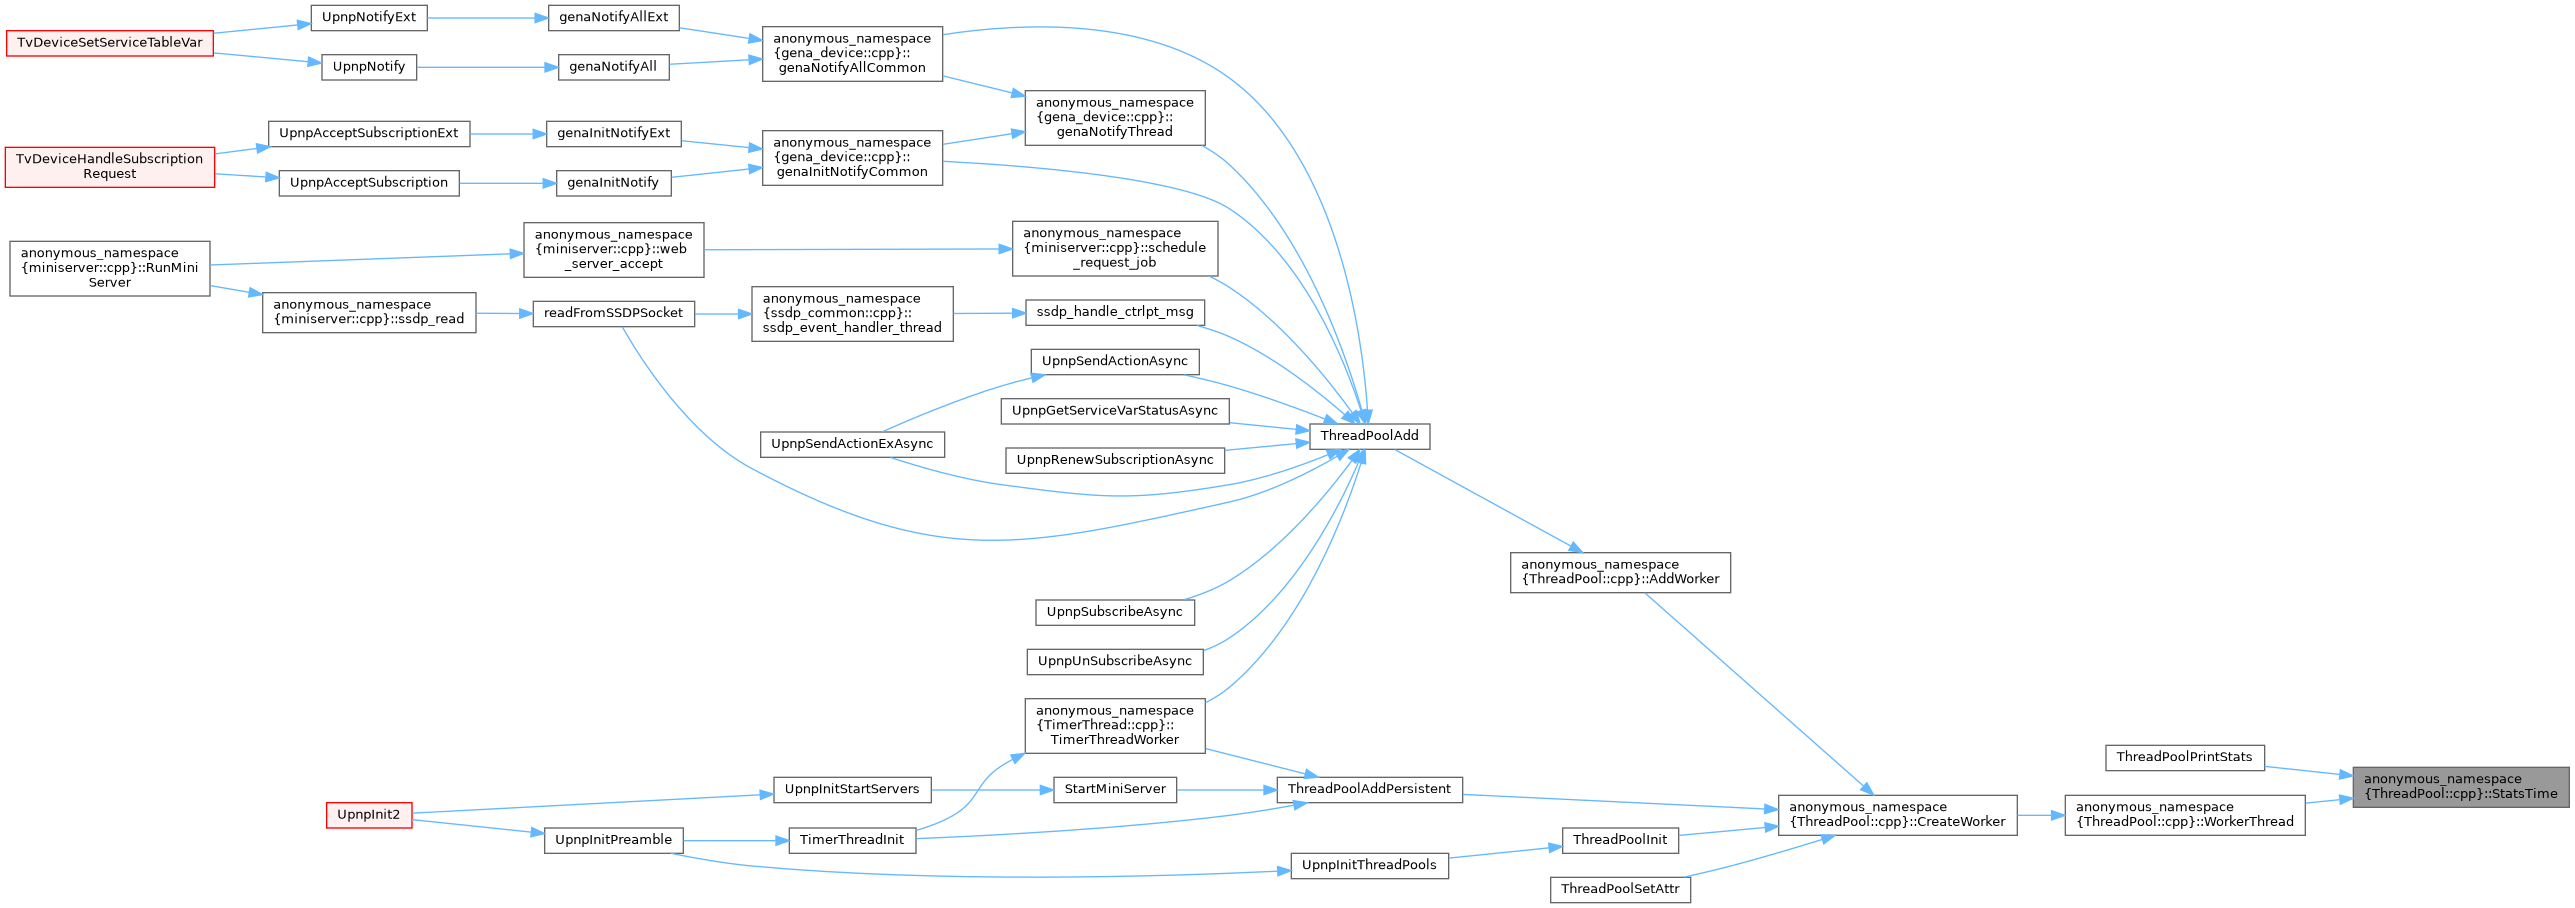 UpnpNotifyExt
genaNotifyAllExt
TvDeviceSetServiceTableVar
UpnpNotify
genaNotifyAll
anonymous_namespace
{gena_device::cpp}::
genaNotifyAllCommon
anonymous_namespace
{gena_device::cpp}::
genaNotifyThread
UpnpAcceptSubscriptionExt
genaInitNotifyExt
TvDeviceHandleSubscription
Request
UpnpAcceptSubscription
genaInitNotify
anonymous_namespace
{gena_device::cpp}::
genaInitNotifyCommon
anonymous_namespace
{miniserver::cpp}::RunMini
Server
anonymous_namespace
{miniserver::cpp}::web
_server_accept
anonymous_namespace
{miniserver::cpp}::schedule
_request_job
anonymous_namespace
{miniserver::cpp}::ssdp_read
readFromSSDPSocket
anonymous_namespace
{ssdp_common::cpp}::
ssdp_event_handler_thread
ssdp_handle_ctrlpt_msg
UpnpSendActionAsync
UpnpGetServiceVarStatusAsync
UpnpSendActionExAsync
UpnpRenewSubscriptionAsync
ThreadPoolAdd
anonymous_namespace
{ThreadPool::cpp}::AddWorker
UpnpSubscribeAsync
UpnpUnSubscribeAsync
anonymous_namespace
{TimerThread::cpp}::
TimerThreadWorker
UpnpInitStartServers
StartMiniServer
ThreadPoolAddPersistent
UpnpInit2
UpnpInitPreamble
TimerThreadInit
UpnpInitThreadPools
ThreadPoolInit
ThreadPoolSetAttr
anonymous_namespace
{ThreadPool::cpp}::CreateWorker
anonymous_namespace
{ThreadPool::cpp}::WorkerThread
ThreadPoolPrintStats
anonymous_namespace
{ThreadPool::cpp}::StatsTime